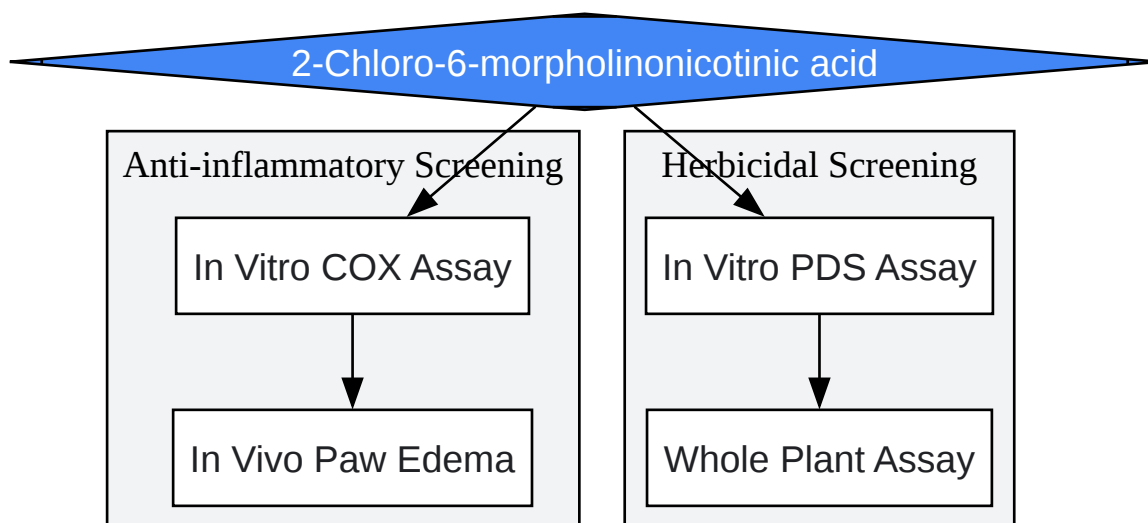 2-Chloro-6-morpholinonicotinic acid
Anti-inflammatory Screening
In Vitro COX Assay
In Vivo Paw Edema
Herbicidal Screening
In Vitro PDS Assay
Whole Plant Assay